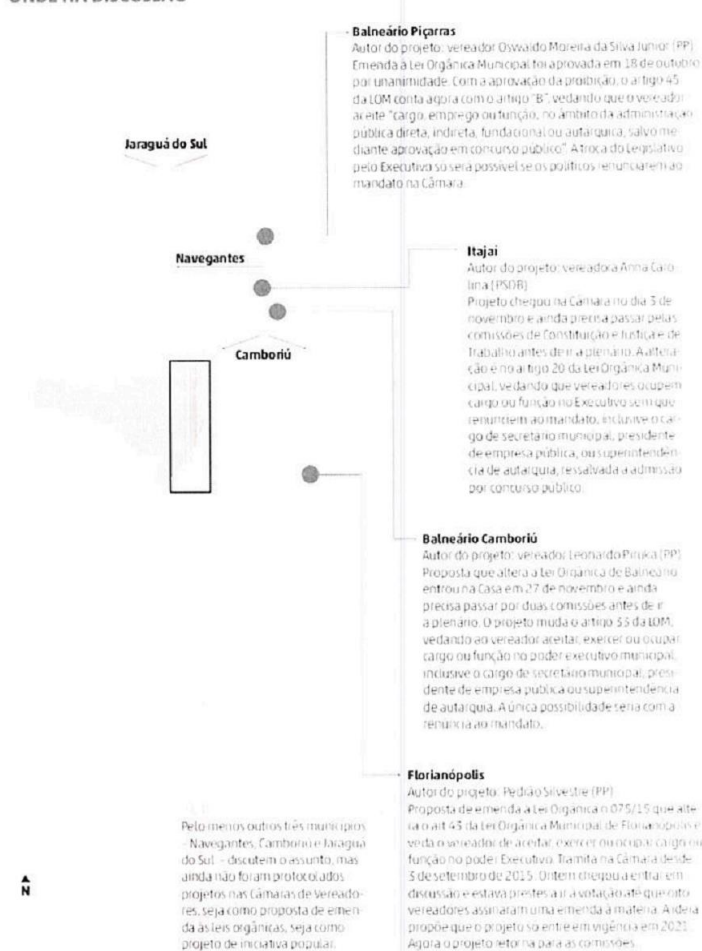 Balneário Piçarras
Autor do projeto: vereador Oswaldo Moreira da Silva Junior (PP)
Emenda à Lei Orgânica Municipal foi aprovada em 18 de outubro
por unanimidade. Com a aprovação da proibição, o artigo 45
da LOM conta agora com o artigo "B", vedando que o vereador
aceite "cargo, emprego ou função, no âmbito da administração
pública direta, indireta, fundacional ou autárquica, salvo me
diante aprovação em concurso público". A troca do Legislativo
pelo Executivo só será possível se os políticos renunciarem ao
mandato na Câmara.
Jaraguá do Sul
Navegantes
Camboriú
Itajaí
Autor do projeto: vereadora Anna Caro
lina (PSDB)
Projeto chegou na Câmara no dia 3 de
novembro e ainda precisa passar pelas
comissões de Constituição e Justiça e de
Trabalho antes de ir a plenário. A altera
ção é no artigo 20 da Lei Orgânica Muni
cipal, vedando que vereadores ocupem
cargo ou função no Executivo sem que
renunciem ao mandato, inclusive o car
go de secretário municipal, presidente
de empresa pública, ou superintendên
cia de autarquia, ressalvada a admissão
por concurso público.
Balneário Camboriú
Autor do projeto: vereador Leonardo Piruka (PP)
Proposta que altera a Lei Orgânica de Balneário
entrou na Casa em 27 de novembro e ainda
precisa passar por duas comissões antes de ir
a plenário. O projeto muda o artigo 33 da LOM,
vedando ao vereador aceitar, exercer ou ocupar
cargo ou função no poder executivo municipal,
inclusive o cargo de secretário municipal, presi
dente de empresa pública ou superintendência
de autarquia. A única possibilidade seria com a
renúncia ao mandato.
Florianópolis
Autor do projeto: Pedrão Silvestre (PP)
Proposta de emenda à Lei Orgânica n 075/15 que alte
ra o art 43 da Lei Orgânica Municipal de Florianópolis e
veda o vereador de aceitar, exercer ou ocupar cargo ou
função no poder Executivo. Tramita na Câmara desde
3 de setembro de 2015. Ontem chegou a entrar em
discussão e estava prestes a ir à votação até que oito
vereadores assinaram uma emenda à matéria. A ideia
propõe que o projeto só entre em vigência em 2021.
Agora o projeto retorna para as comissões.
Pelo menos outros três municípios
- Navegantes, Camboriú e Jaraguá
do Sul - discutem o assunto, mas
ainda não foram protocolados
projetos nas Câmaras de Vereado-
res, seja como proposta de emen-
da às leis orgânicas, seja como
projeto de iniciativa popular.
N